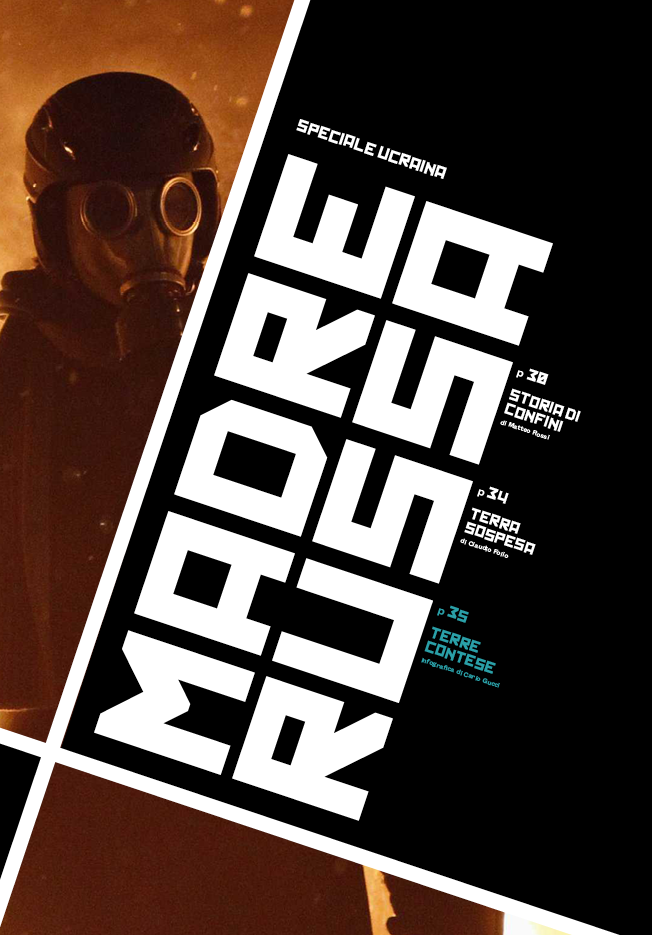 SPECIALE UCRAINA
MADRE
RUSSA
p 30
STORIA DI
CONFINI
di Matteo Rossi
p 34
TERRA
SOSPESA
di Claudio Forio
p 35
TERRE
CONTESE
Infografica di Carlo Gucci